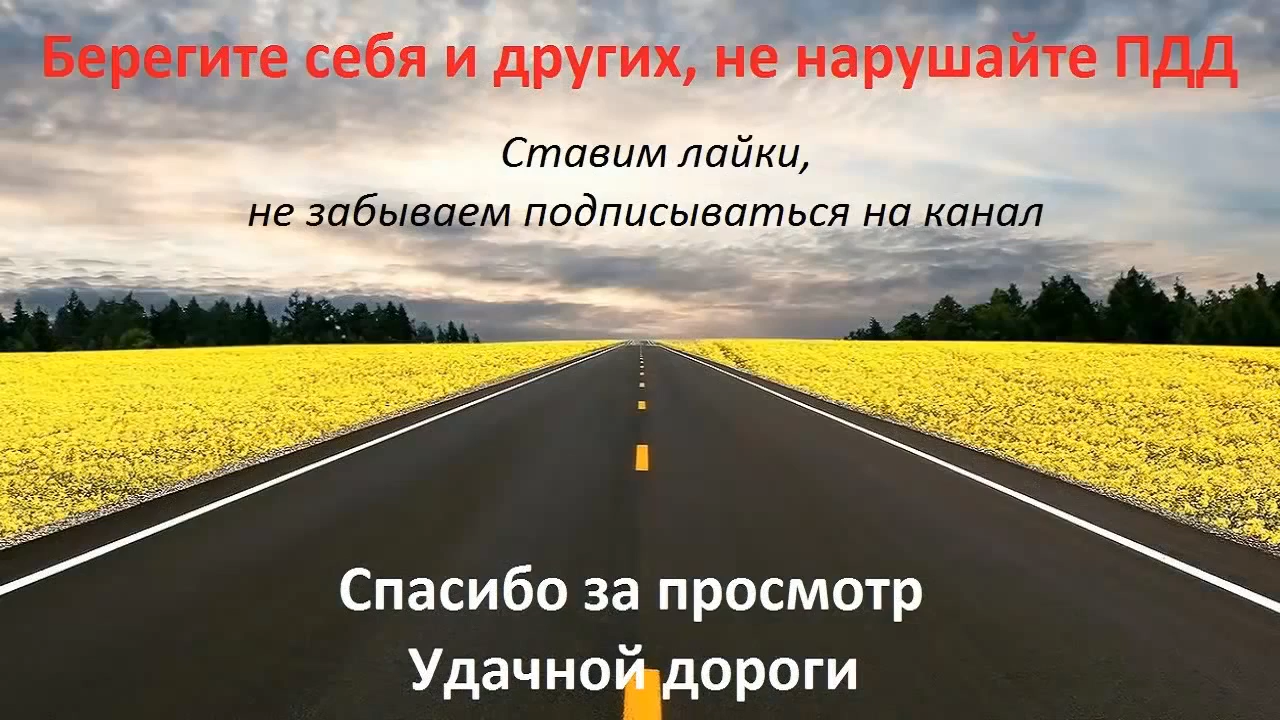 Берегите себя и других, не нарушайте ПДД
Ставим лайки,
не забываем подписываться на канал
Спасибо за просмотр
Удачной дороги